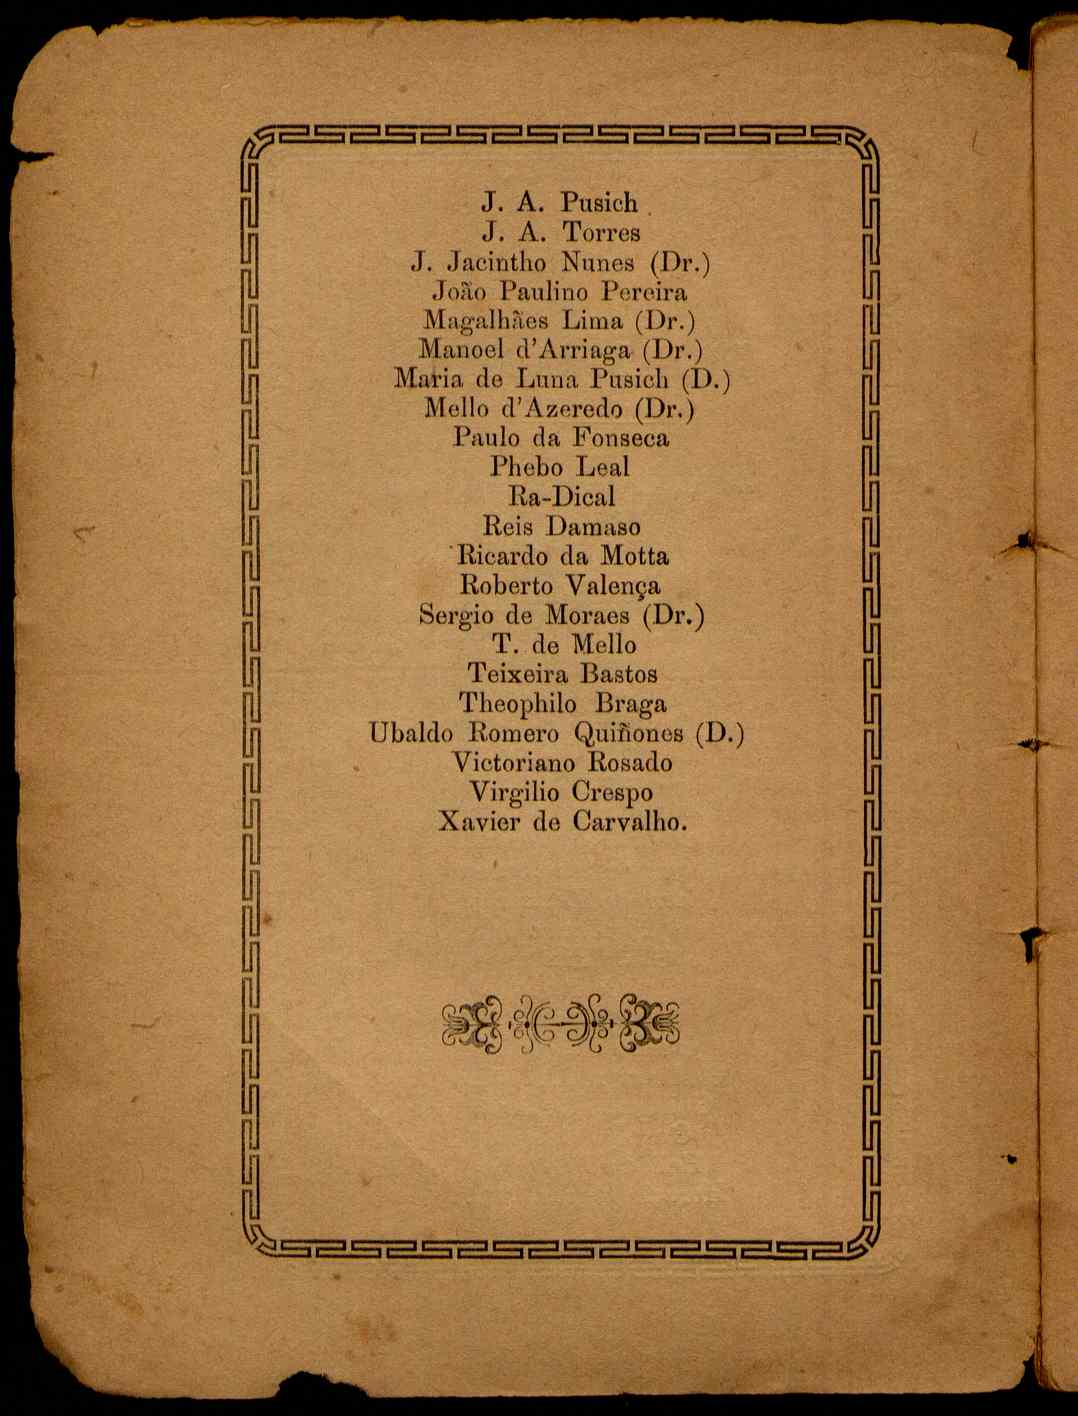 J. A. Pusich
J. A. Torres
J. Jacintho Nunes (Dr.)
João Paulino Pereira
Magalhães Lima (Dr.)
Manoel d'Arriaga (Dr.)
Maria de Luna Pusich (D.)
Mello d'Azeredo (Dr.)
Paulo da Fonseca
Phebo Leal
Ra-Dical
Reis Damaso
Ricardo da Motta
Roberto Valença
Sergio de Moraes (Dr.)
T. de Mello
Teixeira Bastos
Theophilo Braga
Ubaldo Romero Quiñones (D.)
Victoriano Rosado
Virgilio Crespo
Xavier de Carvalho.